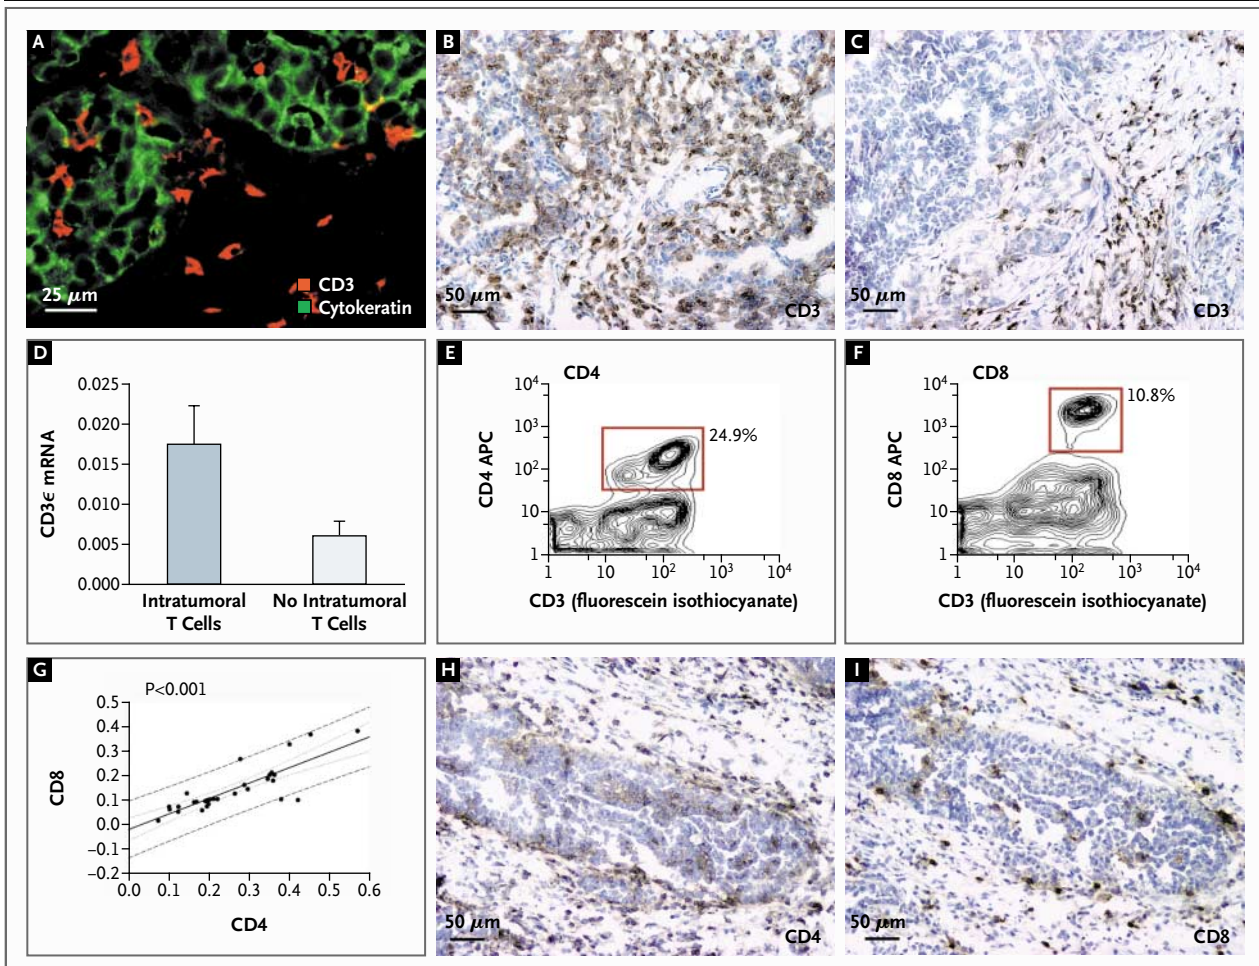 A
CD3
Cytokeratin
25 μm
B
50 μm
CD3
C
50 μm
CD3
D
CD3ϵ mRNA
0.025
0.020
0.015
0.010
0.005
0.000
Intratumoral
T Cells
No Intratumoral
T Cells
E
CD4
CD4 APC
10⁴
10³
10²
10
1
24.9%
1 10 10² 10³ 10⁴
CD3 (fluorescein isothiocyanate)
F
CD8
CD8 APC
10⁴
10³
10²
10
1
10.8%
1 10 10² 10³ 10⁴
CD3 (fluorescein isothiocyanate)
G
P<0.001
CD8
0.5
0.4
0.3
0.2
0.1
0.0
−0.1
−0.2
0.0 0.1 0.2 0.3 0.4 0.5 0.6
CD4
H
50 μm
CD4
I
50 μm
CD8